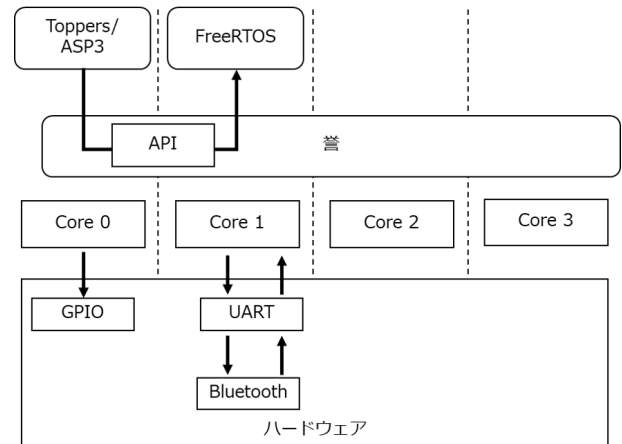 Toppers/
ASP3
FreeRTOS
API
誉
Core 0
Core 1
Core 2
Core 3
GPIO
UART
Bluetooth
ハードウェア